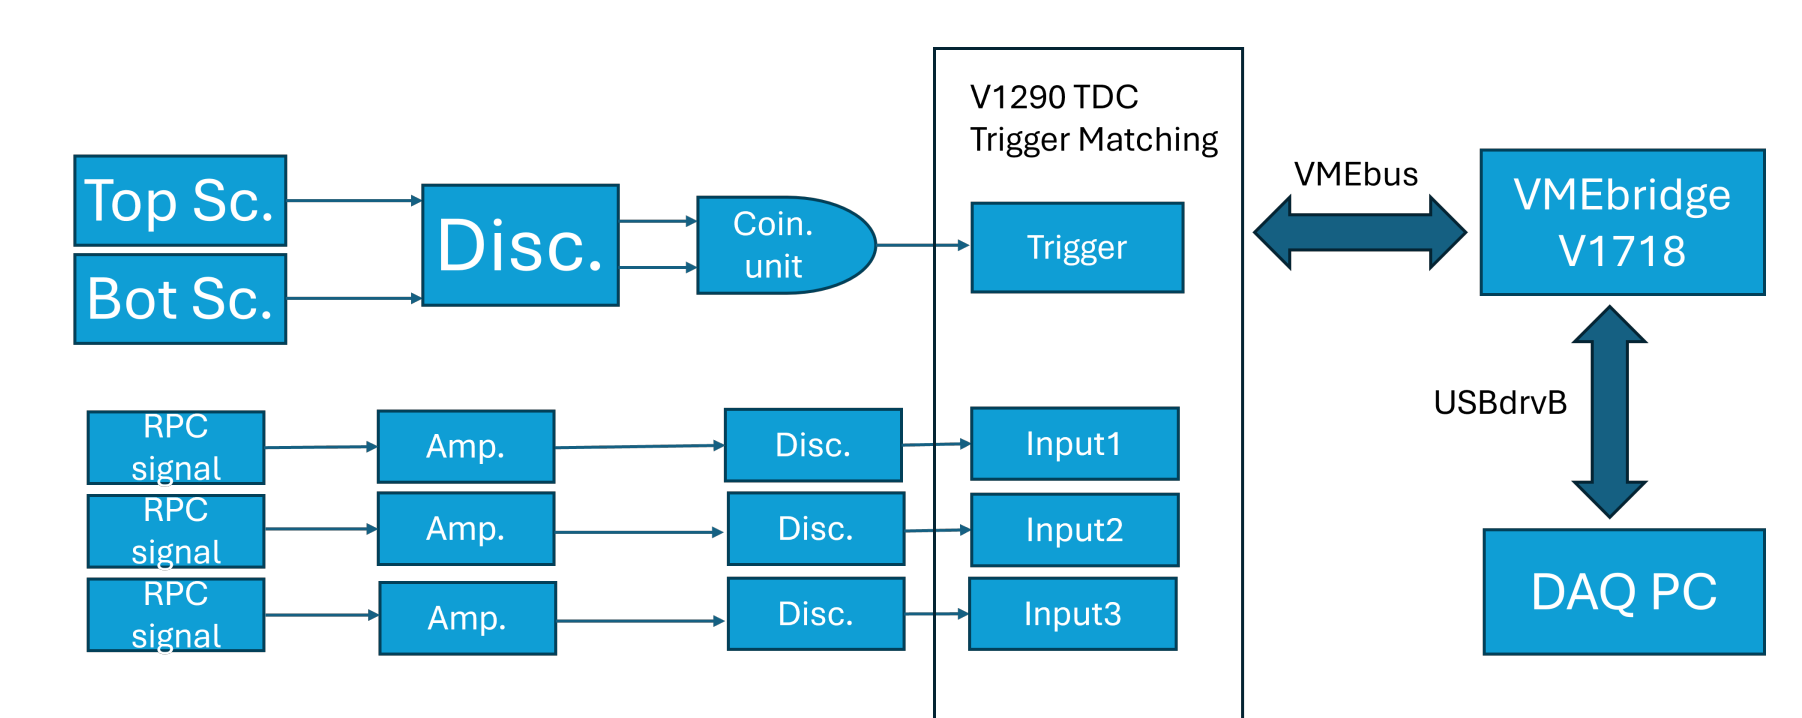 V1290 TDC
Trigger Matching
Top Sc.
Bot Sc.
Disc.
Coin.
unit
Trigger
VMEbus
VMEbridge
V1718
USBdrvB
DAQ PC
RPC
signal
Amp.
Disc.
Input1
RPC
signal
Amp.
Disc.
Input2
RPC
signal
Amp.
Disc.
Input3